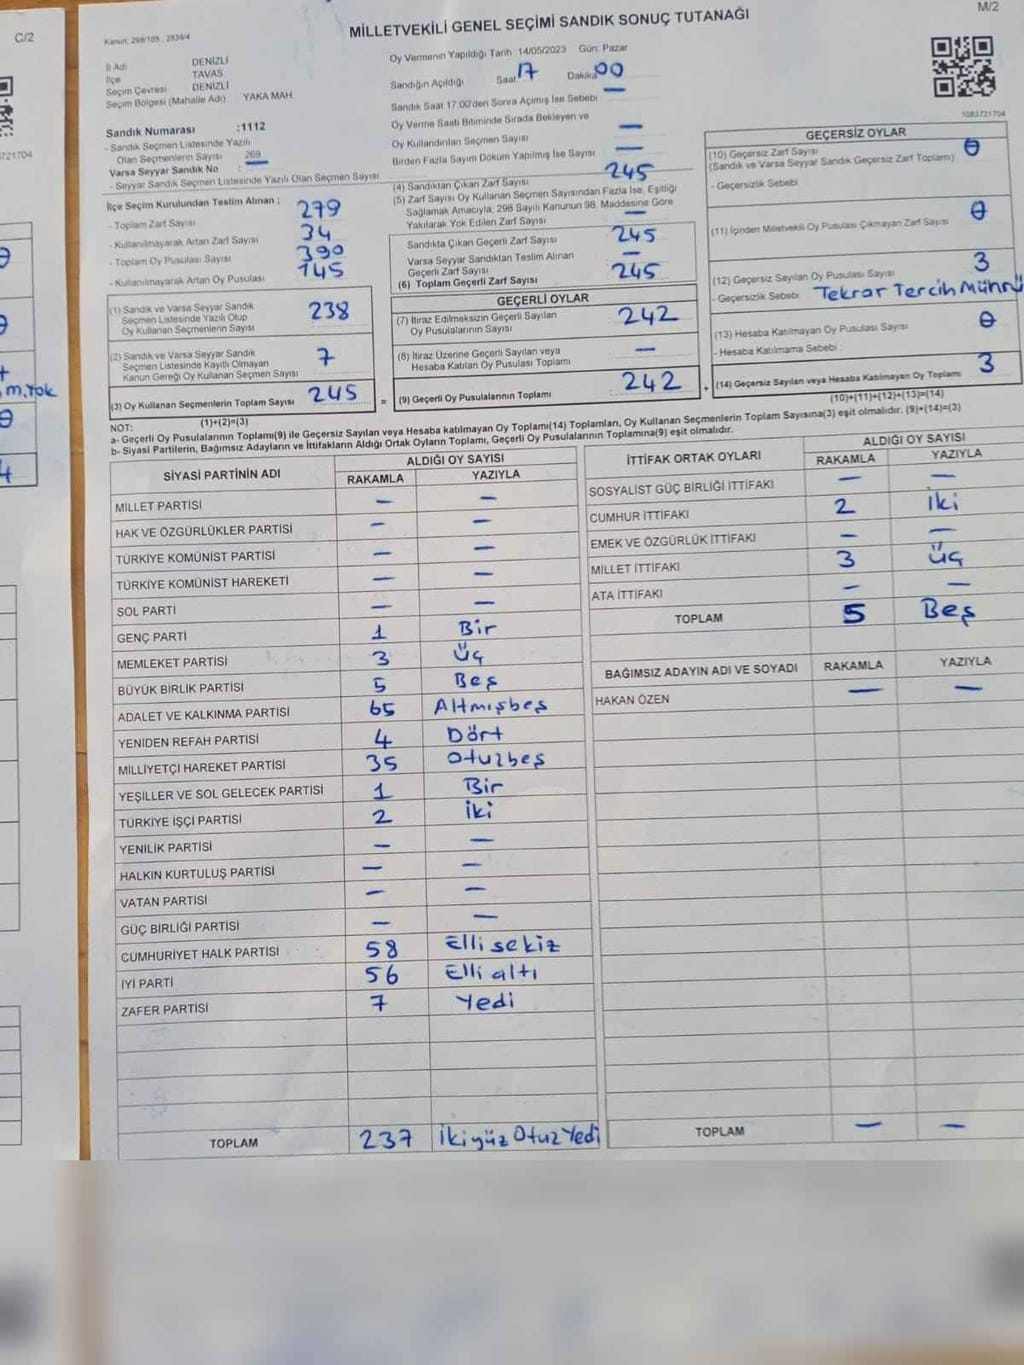 C/2
721704
m.Yok
MİLLETVEKİLİ GENEL SEÇİMİ SANDIK SONUÇ TUTANAĞI
M/2
İl Adı DENİZLİ
İlçe TAVAS
Seçim Çevresi DENİZLİ
Seçim Bölgesi (Mahalle Adı) YAKA MAH
Sandık Numarası :1112
- Sandık Seçmen Listesinde Yazılı
Olan Seçmenlerin Sayısı 269
Varsa Seyyar Sandık No :
- Seyyar Sandık Seçmen Listesinde Yazılı Olan Seçmen Sayısı
İlçe Seçim Kurulundan Teslim Alınan ;
- Toplam Zarf Sayısı 279
- Kullanılmayarak Artan Zarf Sayısı 34
- Toplam Oy Pusulası Sayısı 390
- Kullanılmayarak Artan Oy Pusulası 145
(1) Sandık ve Varsa Seyyar Sandık
Seçmen Listesinde Yazılı Olup
Oy Kullanan Seçmenlerin Sayısı 238
(2) Sandık ve Varsa Seyyar Sandık
Seçmen Listesinde Kayıtlı Olmayan
Kanun Gereği Oy Kullanan Seçmen Sayısı 7
(3) Oy Kullanan Seçmenlerin Toplam Sayısı 245
(1)+(2)=(3)
Oy Vermenin Yapıldığı Tarih :14/05/2023 Gün: Pazar
Sandığın Açıldığı Saat 17 Dakika 00
Sandık Saat 17:00'den Sonra Açımış İse Sebebi —
Oy Verme Saati Bitiminde Sırada Bekleyen ve
Oy Kullandırılan Seçmen Sayısı —
Birden Fazla Sayım Döküm Yapılmış İse Sayısı —
(4) Sandıktan Çıkan Zarf Sayısı 245
(5) Zarf Sayısı Oy Kullanan Seçmen Sayısından Fazla İse, Eşitliği
Sağlamak Amacıyla, 298 Sayılı Kanunun 98. Maddesine Göre
Yakılarak Yok Edilen Zarf Sayısı —
Sandıkta Çıkan Geçerli Zarf Sayısı 245
Varsa Seyyar Sandıktan Teslim Alınan
Geçerli Zarf Sayısı —
(6) Toplam Geçerli Zarf Sayısı 245
GEÇERLİ OYLAR
(7) İtiraz Edilmeksizin Geçerli Sayılan
Oy Pusulalarının Sayısı 242
(8) İtiraz Üzerine Geçerli Sayılan veya
Hesaba Katılan Oy Pusulası Toplamı —
= (9) Geçerli Oy Pusulalarının Toplamı 242 +
1083721704
GEÇERSİZ OYLAR
(10) Geçersiz Zarf Sayısı 0
(Sandık ve Varsa Seyyar Sandık Geçersiz Zarf Toplamı)
- Geçersizlik Sebebi
(11) İçinden Milletvekili Oy Pusulası Çıkmayan Zarf Sayısı 0
(12) Geçersiz Sayılan Oy Pusulası Sayısı 3
- Geçersizlik Sebebi Tekrar Tercih Mührü
(13) Hesaba Katılmayan Oy Pusulası Sayısı 0
- Hesaba Katılmama Sebebi :
(14) Geçersiz Sayılan veya Hesaba Katılmayan Oy Toplamı 3
(10)+(11)+(12)+(13)=(14)
NOT:
a- Geçerli Oy Pusulalarının Toplamı(9) ile Geçersiz Sayılan veya Hesaba katılmayan Oy Toplamı(14) Toplamları, Oy Kullanan Seçmenlerin Toplam Sayısına(3) eşit olmalıdır. (9)+(14)=(3)
b- Siyasi Partilerin, Bağımsız Adayların ve İttifakların Aldığı Ortak Oyların Toplamı, Geçerli Oy Pusulalarının Toplamına(9) eşit olmalıdır.
SİYASİ PARTİNİN ADI ALDIĞI OY SAYISI
RAKAMLA YAZIYLA
MİLLET PARTİSİ — —
HAK VE ÖZGÜRLÜKLER PARTİSİ — —
TÜRKİYE KOMÜNİST PARTİSİ — —
TÜRKİYE KOMÜNİST HAREKETİ — —
SOL PARTİ — —
GENÇ PARTİ 1 Bir
MEMLEKET PARTİSİ 3 Üç
BÜYÜK BİRLİK PARTİSİ 5 Beş
ADALET VE KALKINMA PARTİSİ 65 Altmışbeş
YENİDEN REFAH PARTİSİ 4 Dört
MİLLİYETÇİ HAREKET PARTİSİ 35 Otuzbeş
YEŞİLLER VE SOL GELECEK PARTİSİ 1 Bir
TÜRKİYE İŞÇİ PARTİSİ 2 İki
YENİLİK PARTİSİ — —
HALKIN KURTULUŞ PARTİSİ — —
VATAN PARTİSİ — —
GÜÇ BİRLİĞİ PARTİSİ — —
CUMHURİYET HALK PARTİSİ 58 Elli sekiz
İYİ PARTİ 56 Elli altı
ZAFER PARTİSİ 7 Yedi
TOPLAM 237 İkiyüz Otuz Yedi
İTTİFAK ORTAK OYLARI ALDIĞI OY SAYISI
RAKAMLA YAZIYLA
SOSYALİST GÜÇ BİRLİĞİ İTTİFAKI — —
CUMHUR İTTİFAKI 2 İki
EMEK VE ÖZGÜRLÜK İTTİFAKI — —
MİLLET İTTİFAKI 3 Üç
ATA İTTİFAKI — —
TOPLAM 5 Beş
BAĞIMSIZ ADAYIN ADI VE SOYADI RAKAMLA YAZIYLA
HAKAN ÖZEN — —
TOPLAM — —